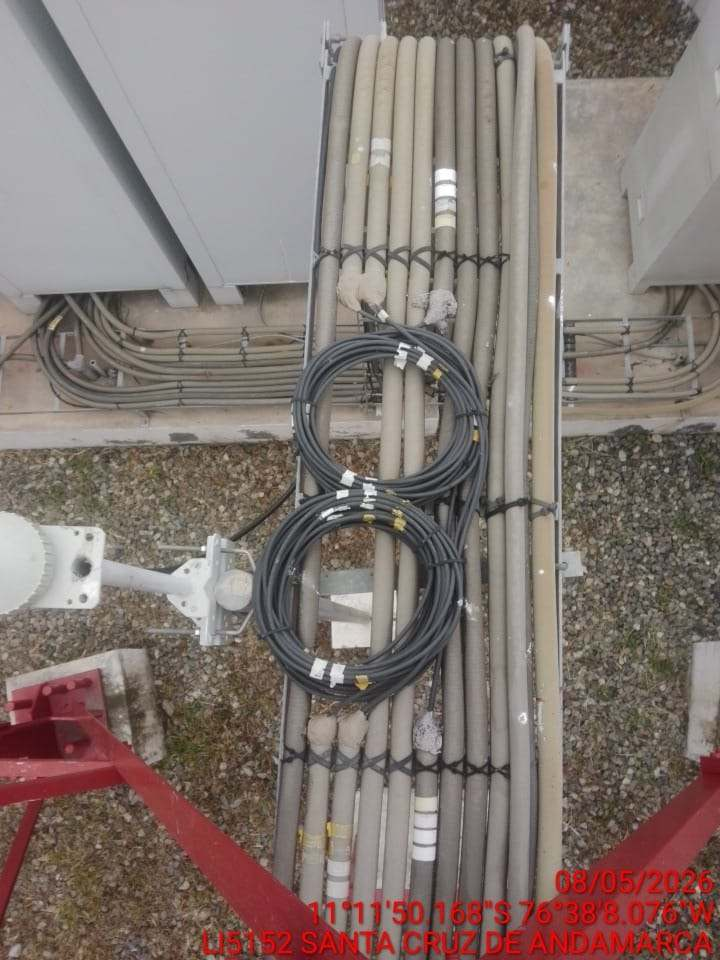 08/05/2026
11°11'50.168"S 76°38'8.076"W
LI5152 SANTA CRUZ DE ANDAMARCA